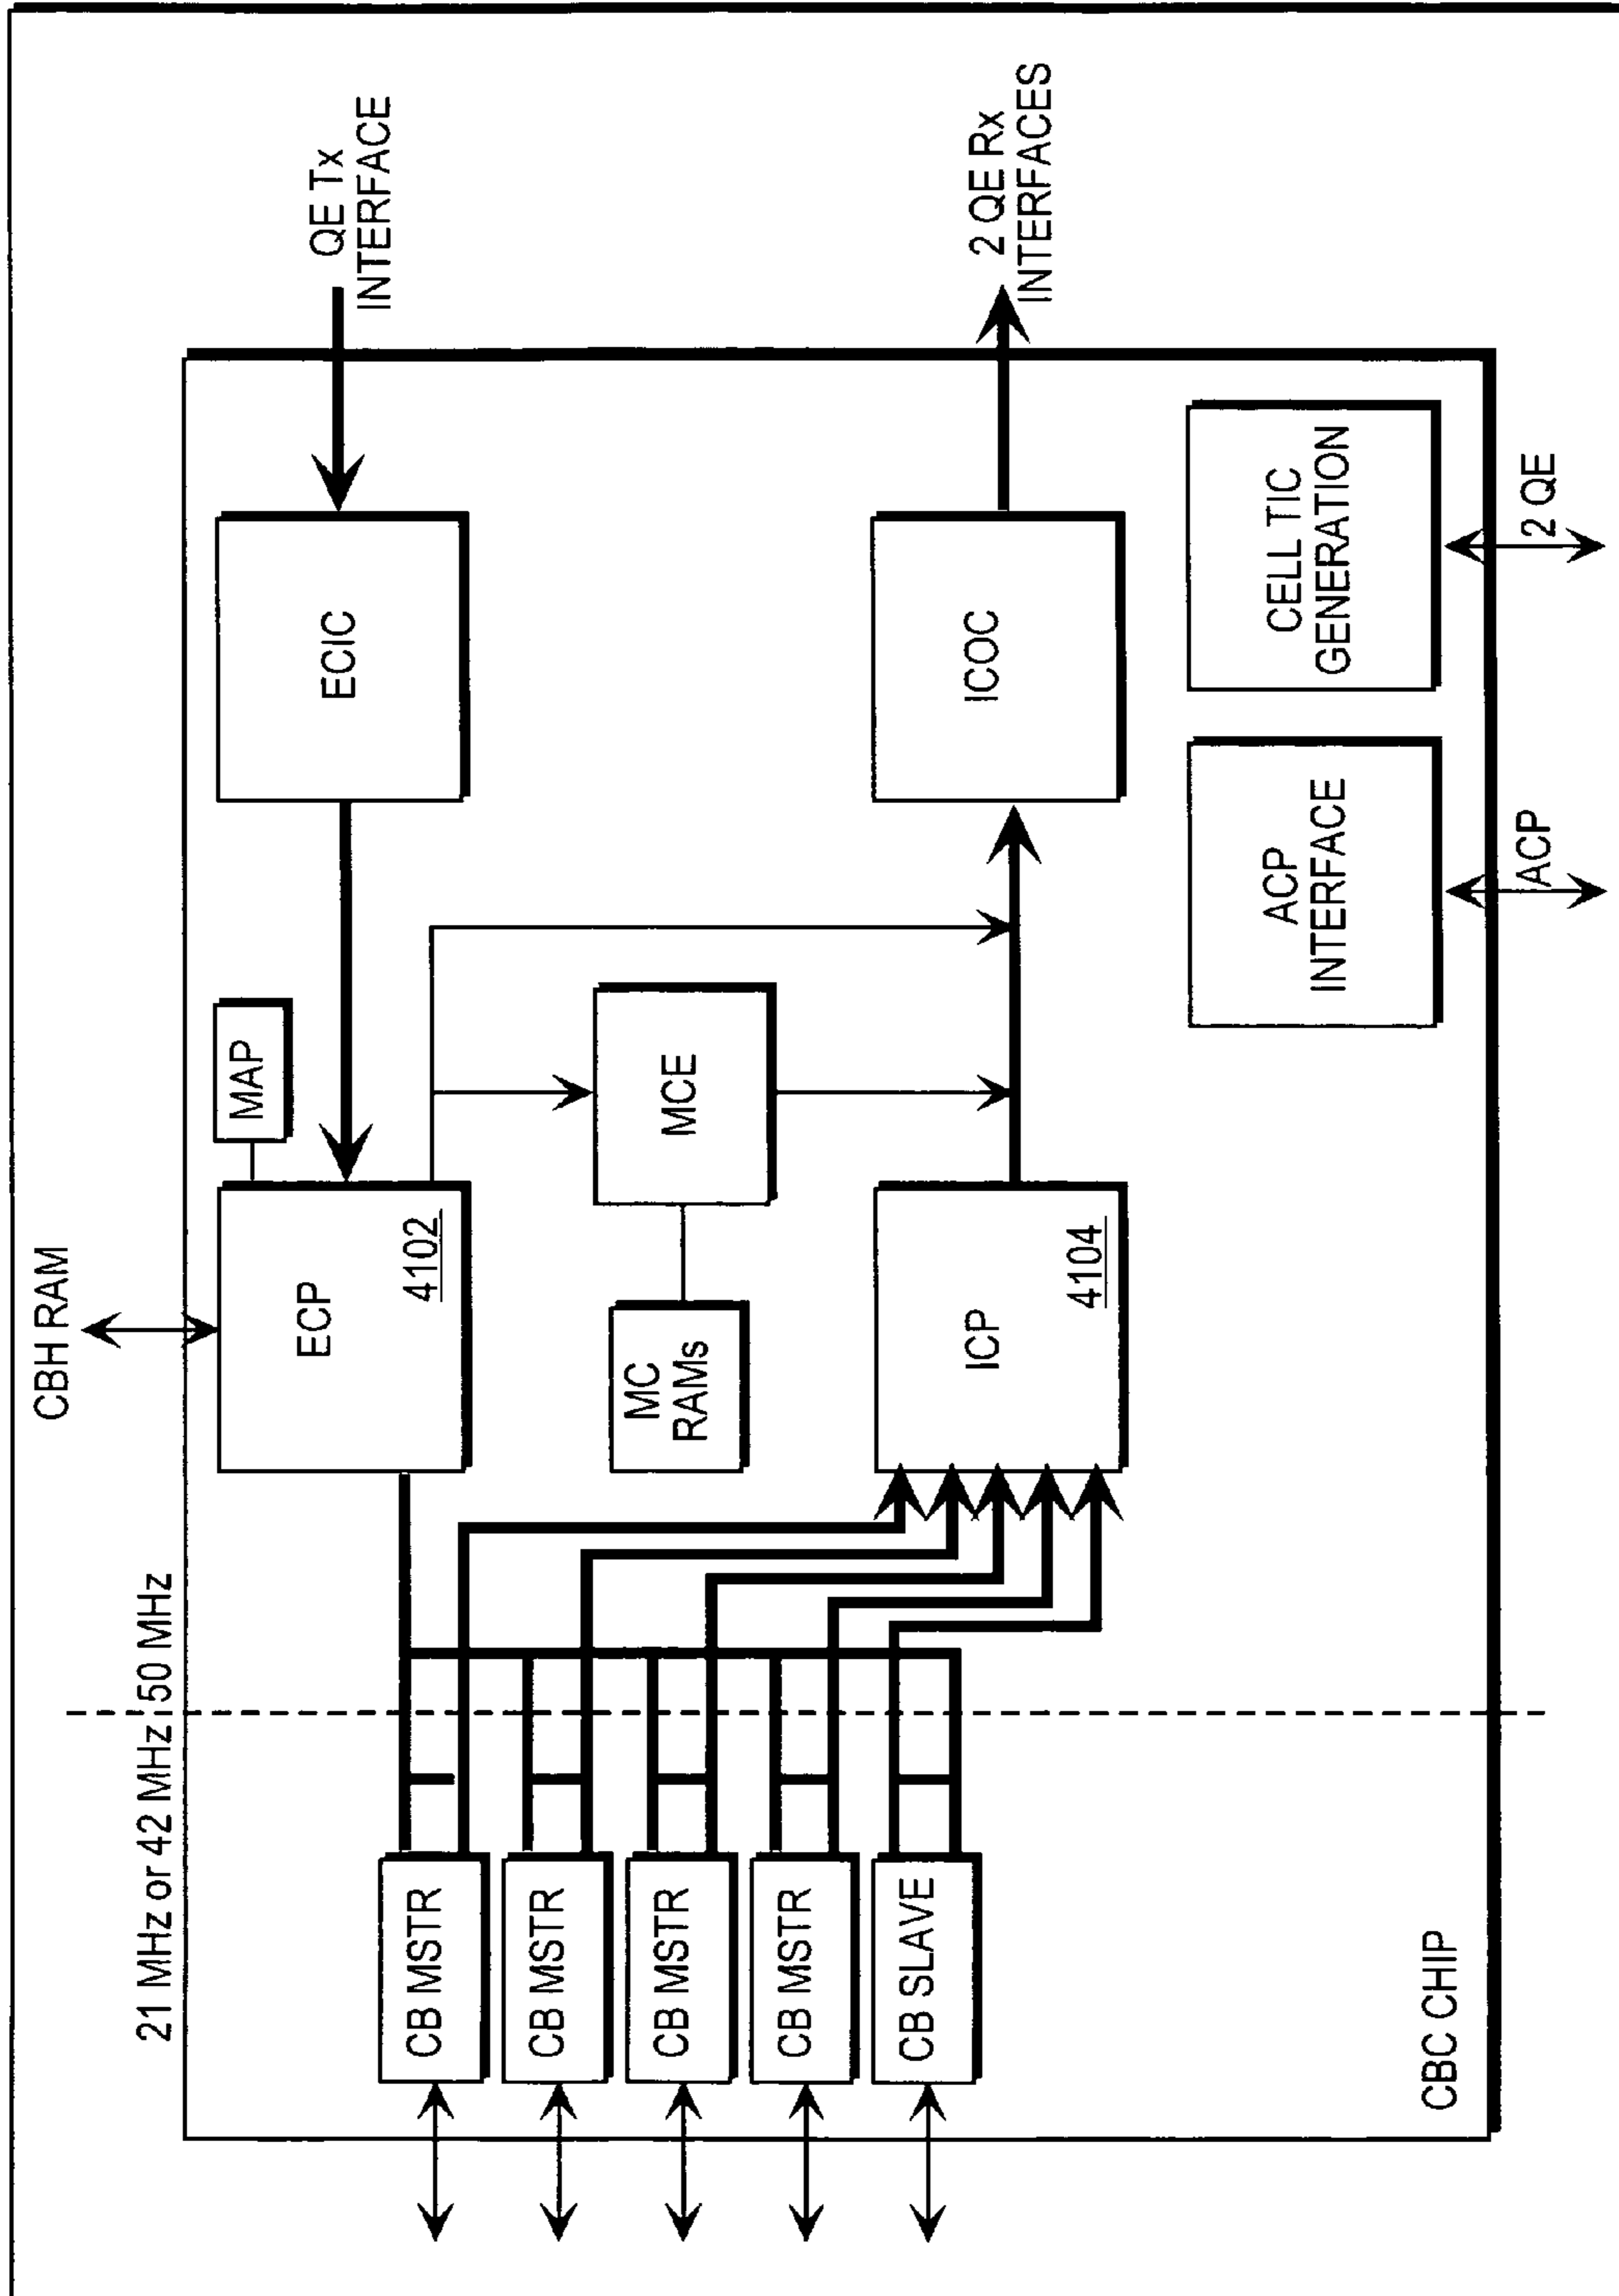 CBH RAM
21 MHz or 42 MHz
50 MHz
QE Tx
INTERFACE
MAP
ECP
4102
ECIC
CB MSTR
CB MSTR
CB MSTR
CB MSTR
CB SLAVE
MC
RAMs
MCE
ICP
4104
ICOC
2 QE Rx
INTERFACES
ACP
INTERFACE
CELL TIC
GENERATION
CBC CHIP
ACP
2 QE